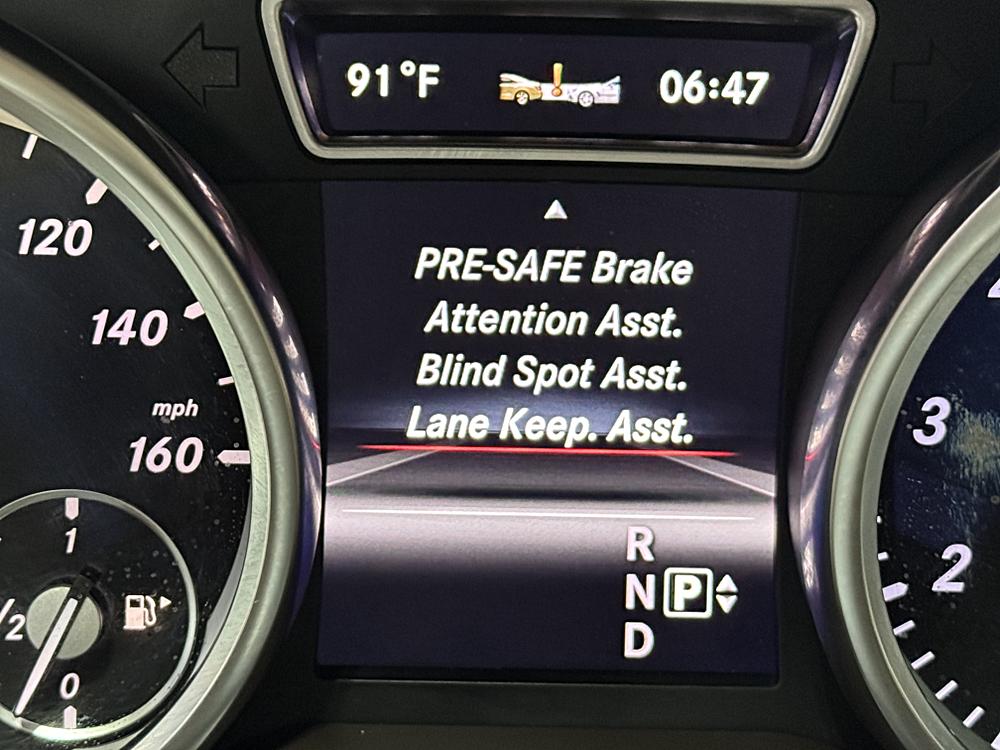 91°F 06:47
PRE-SAFE Brake
Attention Asst.
Blind Spot Asst.
Lane Keep. Asst.
120
140
mph
160
1
/2
0
3
2
R
N P
D